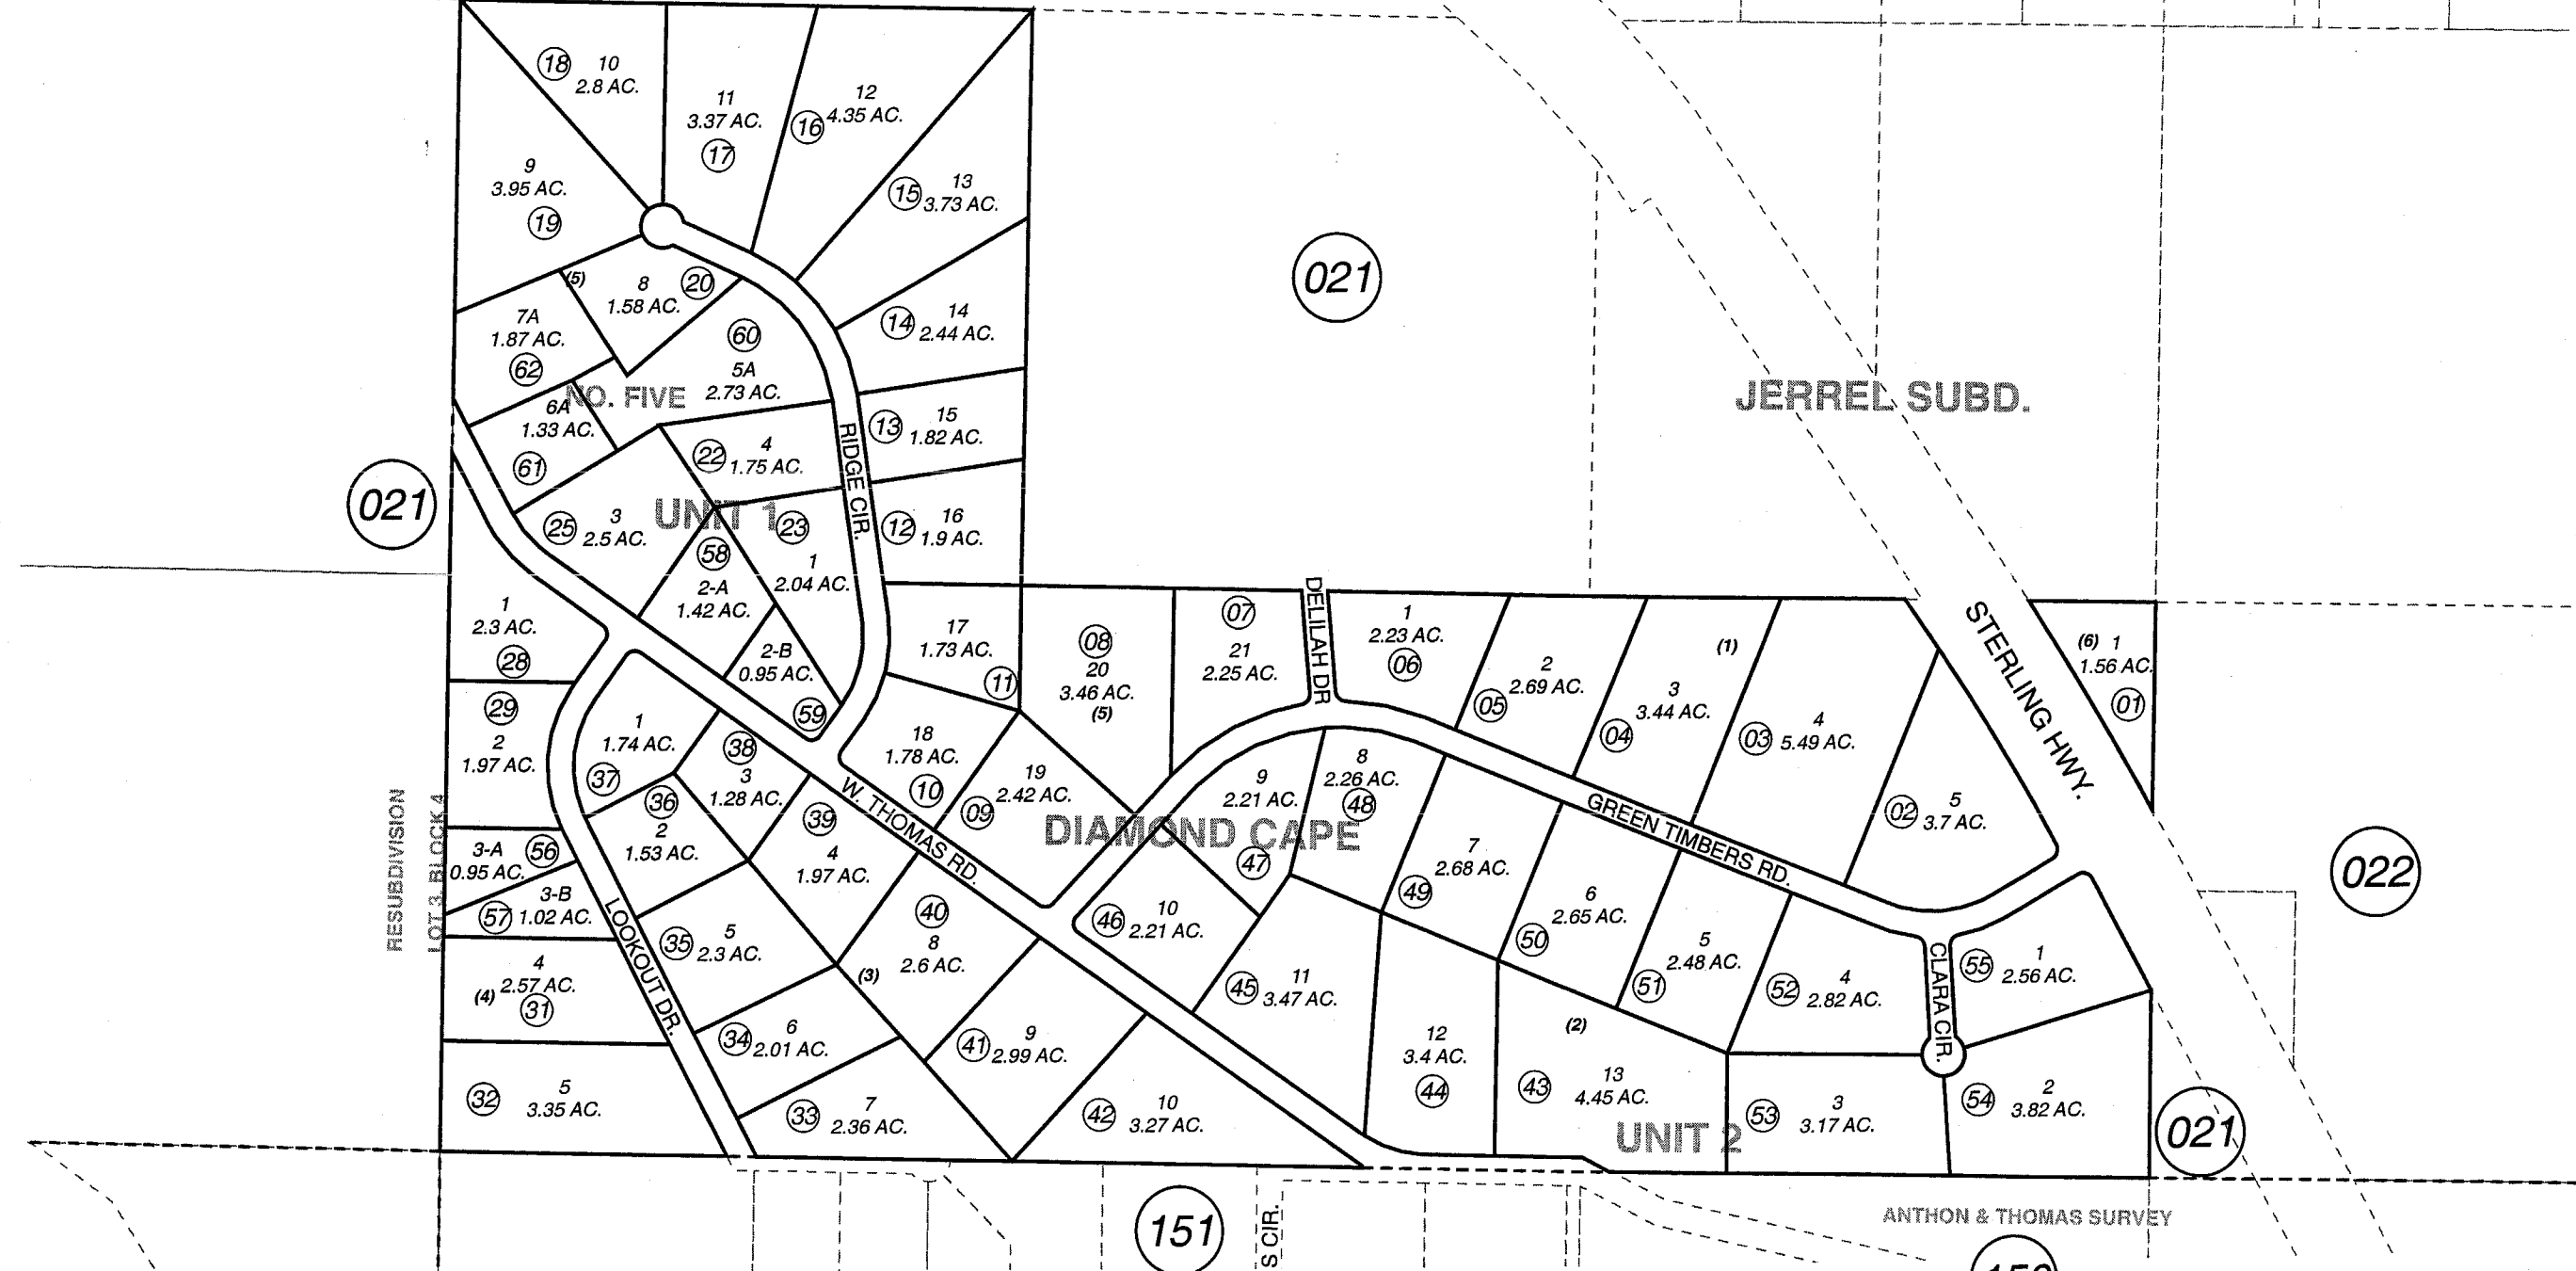 18
10
2.8 AC.
11
3.37 AC.
17
12
4.35 AC.
16
9
3.95 AC.
19
15
13
3.73 AC.
(5)
8
1.58 AC.
20
021
7A
1.87 AC.
62
60
5A
2.73 AC.
14
14
2.44 AC.
NO. FIVE
JERREL SUBD.
6A
1.33 AC.
61
22
4
1.75 AC.
RIDGE CIR.
13
15
1.82 AC.
021
25
3
2.5 AC.
UNIT 1
23
1
2.04 AC.
12
16
1.9 AC.
58
2-A
1.42 AC.
1
2.3 AC.
28
2-B
0.95 AC.
59
17
1.73 AC.
11
08
20
3.46 AC.
(5)
07
21
2.25 AC.
DELILAH DR
1
2.23 AC.
06
2
2.69 AC.
05
(1)
3
3.44 AC.
04
4
5.49 AC.
03
STERLING HWY.
(6)
1
1.56 AC.
01
29
2
1.97 AC.
1
1.74 AC.
37
38
3
1.28 AC.
18
1.78 AC.
10
19
2.42 AC.
09
W. THOMAS RD.
DIAMOND CAPE
9
2.21 AC.
47
8
2.26 AC.
48
GREEN TIMBERS RD.
02
5
3.7 AC.
RESUBDIVISION
LOT 3, BLOCK 4
36
2
1.53 AC.
39
4
1.97 AC.
7
2.68 AC.
49
022
3-A
0.95 AC.
56
3-B
1.02 AC.
57
LOOKOUT DR.
35
5
2.3 AC.
40
8
2.6 AC.
(3)
46
10
2.21 AC.
6
2.65 AC.
50
5
2.48 AC.
51
52
4
2.82 AC.
CLARA CIR.
55
1
2.56 AC.
4
(4)
2.57 AC.
31
34
6
2.01 AC.
41
9
2.99 AC.
45
11
3.47 AC.
12
3.4 AC.
44
(2)
43
13
4.45 AC.
32
5
3.35 AC.
33
7
2.36 AC.
42
10
3.27 AC.
UNIT 2
53
3
3.17 AC.
54
2
3.82 AC.
021
151
S CIR.
ANTHON & THOMAS SURVEY